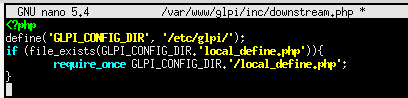 GNU nano 5.4 /var/www/glpi/inc/downstream.php *
<?php
define('GLPI_CONFIG_DIR', '/etc/glpi/');
if (file_exists(GLPI_CONFIG_DIR.'local_define.php')){
        require_once GLPI_CONFIG_DIR.'/local_define.php';
}